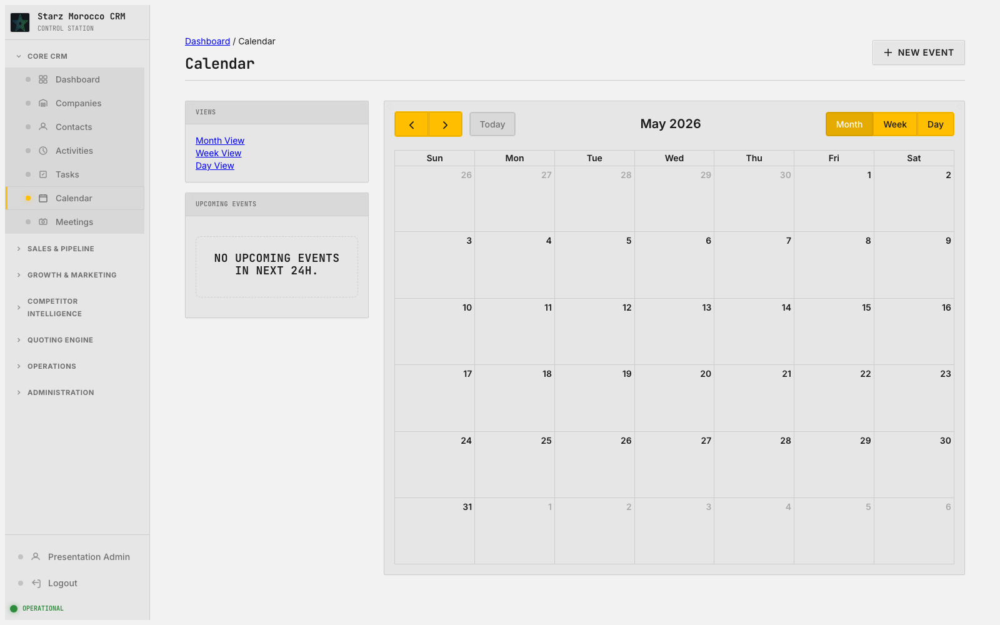 Starz Morocco CRM
CONTROL STATION
CORE CRM
Dashboard
Companies
Contacts
Activities
Tasks
Calendar
Meetings
SALES & PIPELINE
GROWTH & MARKETING
COMPETITOR
INTELLIGENCE
QUOTING ENGINE
OPERATIONS
ADMINISTRATION
Presentation Admin
Logout
OPERATIONAL
Dashboard / Calendar
Calendar
NEW EVENT
VIEWS
Month View
Week View
Day View
UPCOMING EVENTS
NO UPCOMING EVENTS
IN NEXT 24H.
Today
May 2026
Month Week Day
Sun Mon Tue Wed Thu Fri Sat
26 27 28 29 30 1 2
3 4 5 6 7 8 9
10 11 12 13 14 15 16
17 18 19 20 21 22 23
24 25 26 27 28 29 30
31 1 2 3 4 5 6